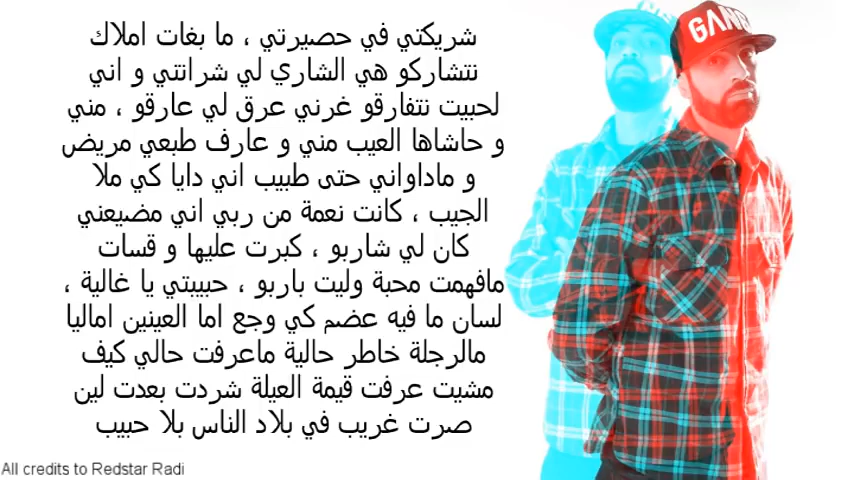 شريكتي في حصيرتي ، ما بغات املاك
نتشاركو هي الشاري لي شرانتي و اني
لحبيت نتفارقو غرني عرق لي عارقو ، مني
و حاشاها العيب مني و عارف طبعي مريض
و ماداواني حتى طبيب اني دايا كي ملا
الجيب ، كانت نعمة من ربي اني مضيعني
كان لي شاربو ، كبرت عليها و قسات
مافهمت محبة وليت باربو ، حبيبتي يا غالية ،
لسان ما فيه عضم كي وجع اما العينين اماليا
مالرجلة خاطر حالية ماعرفت حالي كيف
مشيت عرفت قيمة العيلة شردت بعدت لين
صرت غريب في بلاد الناس بلا حبيب
GANG
All credits to Redstar Radi